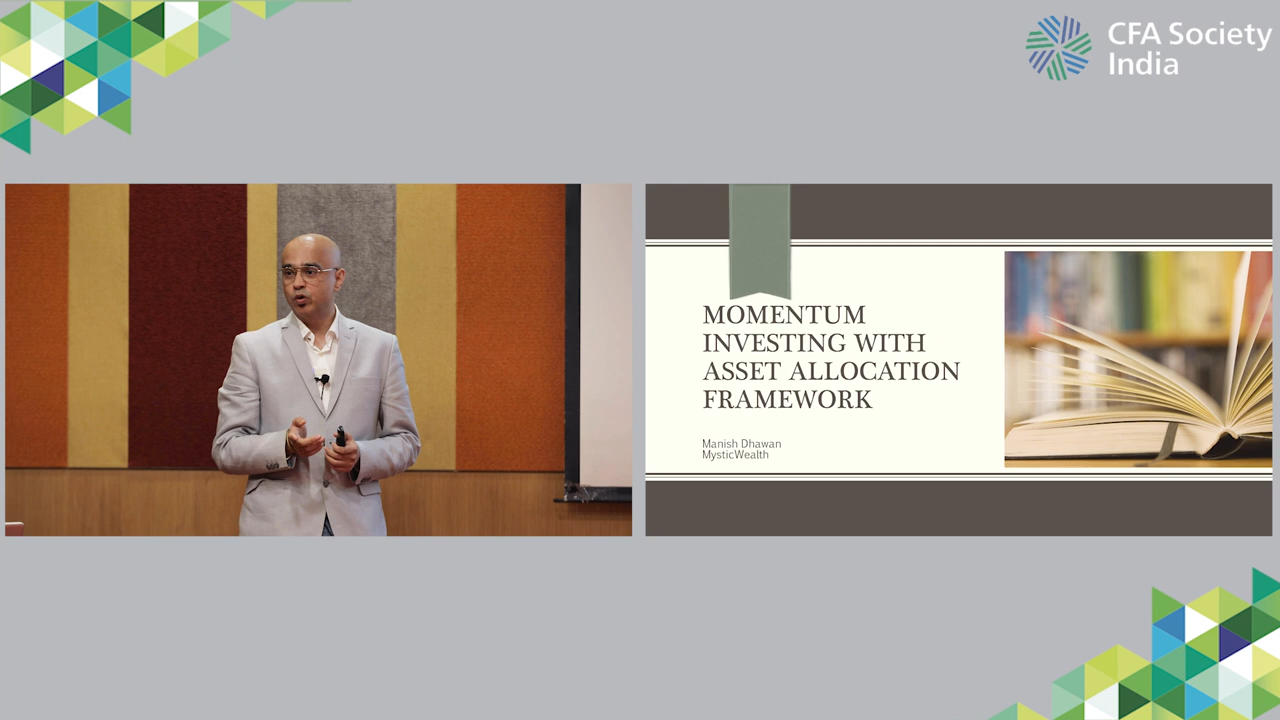 CFA Society
India
MOMENTUM
INVESTING WITH
ASSET ALLOCATION
FRAMEWORK
Manish Dhawan
MysticWealth